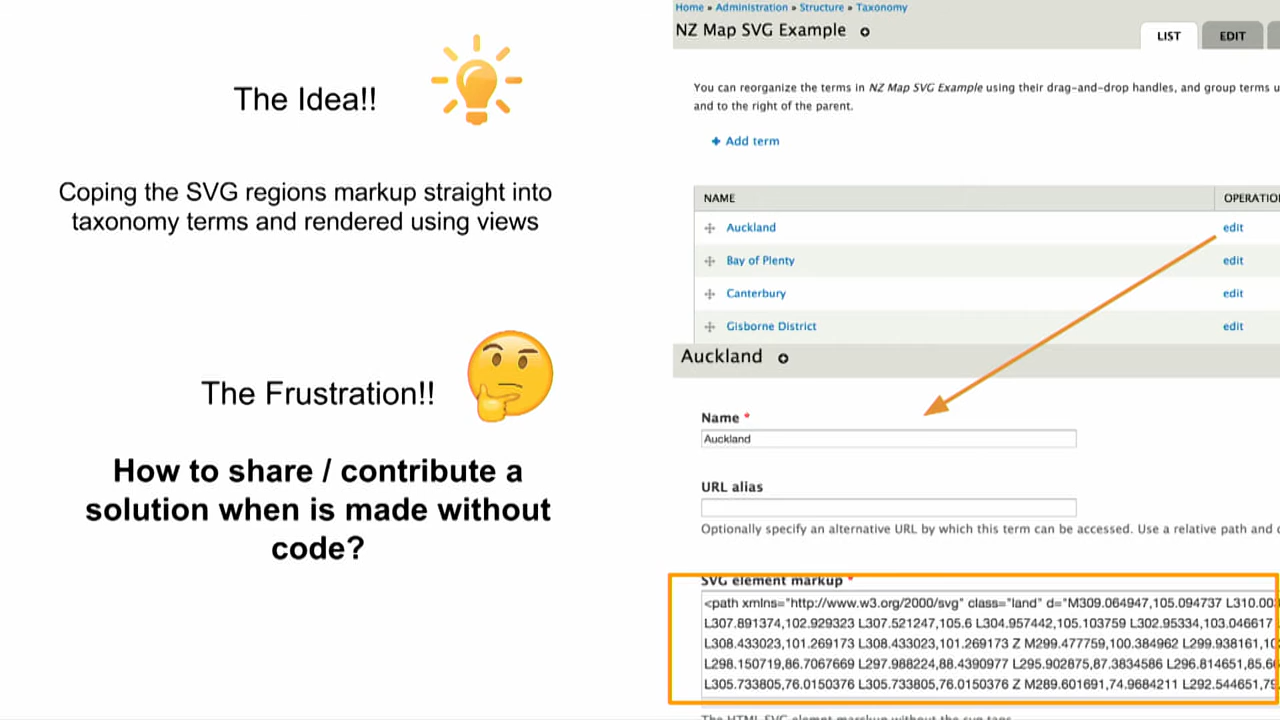 The Idea!!
Coping the SVG regions markup straight into
taxonomy terms and rendered using views
The Frustration!!
How to share / contribute a
solution when is made without
code?
Home » Administration » Structure » Taxonomy
NZ Map SVG Example
LIST
EDIT
You can reorganize the terms in NZ Map SVG Example using their drag-and-drop handles, and group terms u
and to the right of the parent.
+ Add term
NAME
OPERATIO
Auckland
edit
Bay of Plenty
edit
Canterbury
edit
Gisborne District
edit
Auckland
Name *
Auckland
URL alias
Optionally specify an alternative URL by which this term can be accessed. Use a relative path and
SVG element markup *
<path xmlns="http://www.w3.org/2000/svg" class="land" d="M309.064947,105.094737 L310.00
L307.891374,102.929323 L307.521247,105.6 L304.957442,105.103759 L302.95334,103.046617
L308.433023,101.269173 L308.433023,101.269173 Z M299.477759,100.384962 L299.938161,10
L298.150719,86.7067669 L297.988224,88.4390977 L295.902875,87.3834586 L296.814651,85.6
L305.733805,76.0150376 L305.733805,76.0150376 Z M289.601691,74.9684211 L292.544651,79